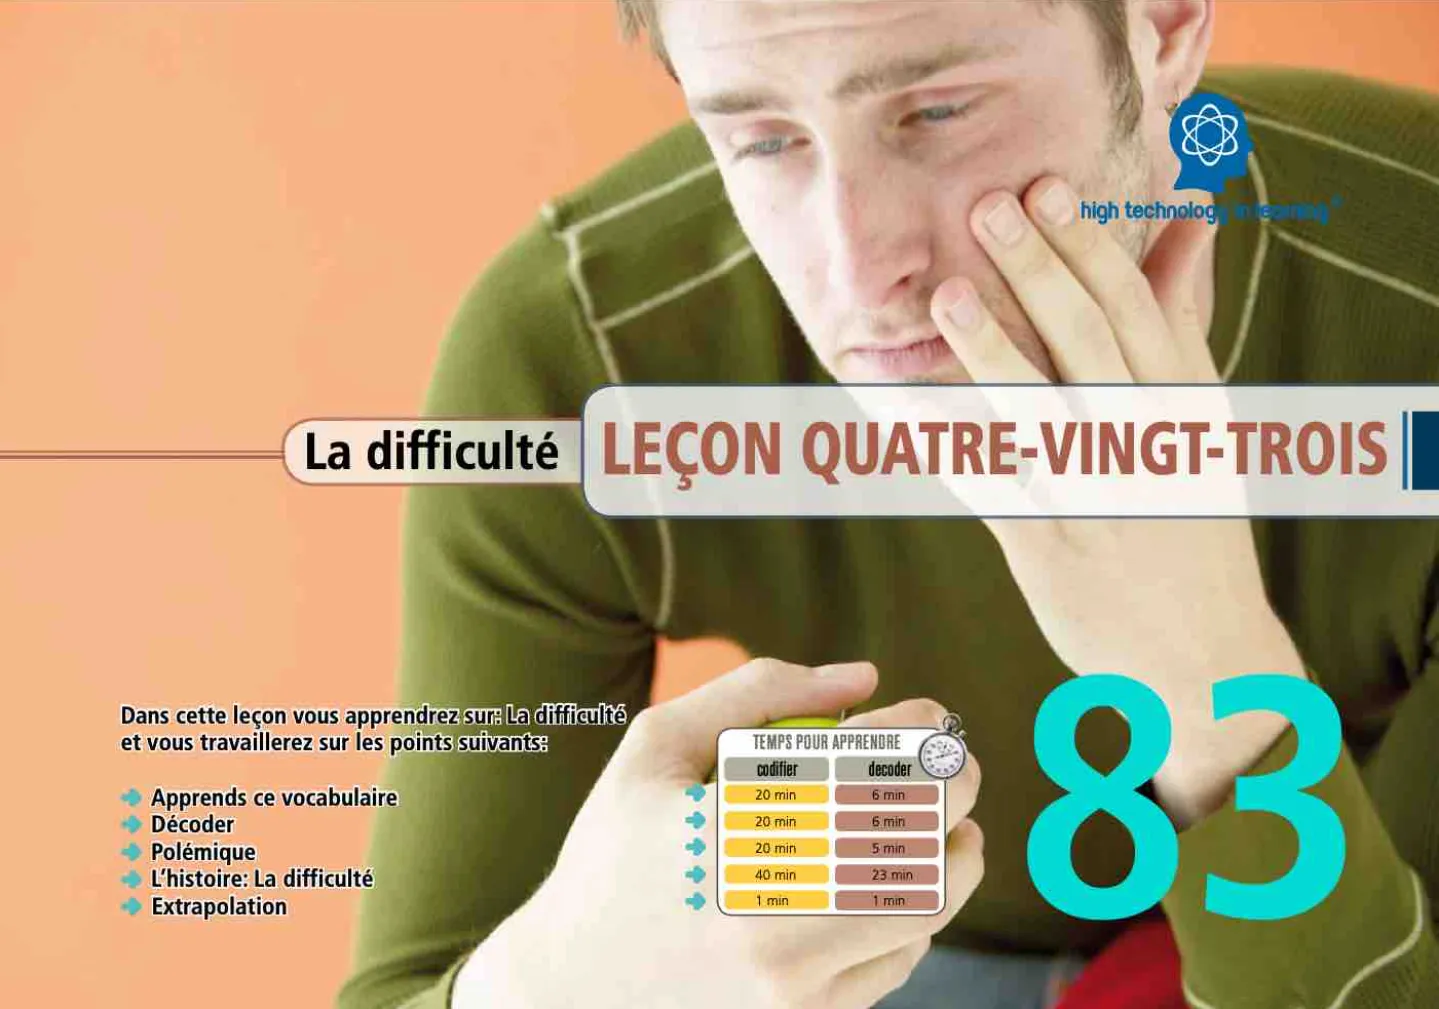 high technology in learning
La difficulté
LEÇON QUATRE-VINGT-TROIS
Dans cette leçon vous apprendrez sur: La difficulté
et vous travaillerez sur les points suivants:
Apprends ce vocabulaire
Décoder
Polémique
L'histoire: La difficulté
Extrapolation
TEMPS POUR APPRENDRE
codifier decoder
20 min 6 min
20 min 6 min
20 min 5 min
40 min 23 min
1 min 1 min
83